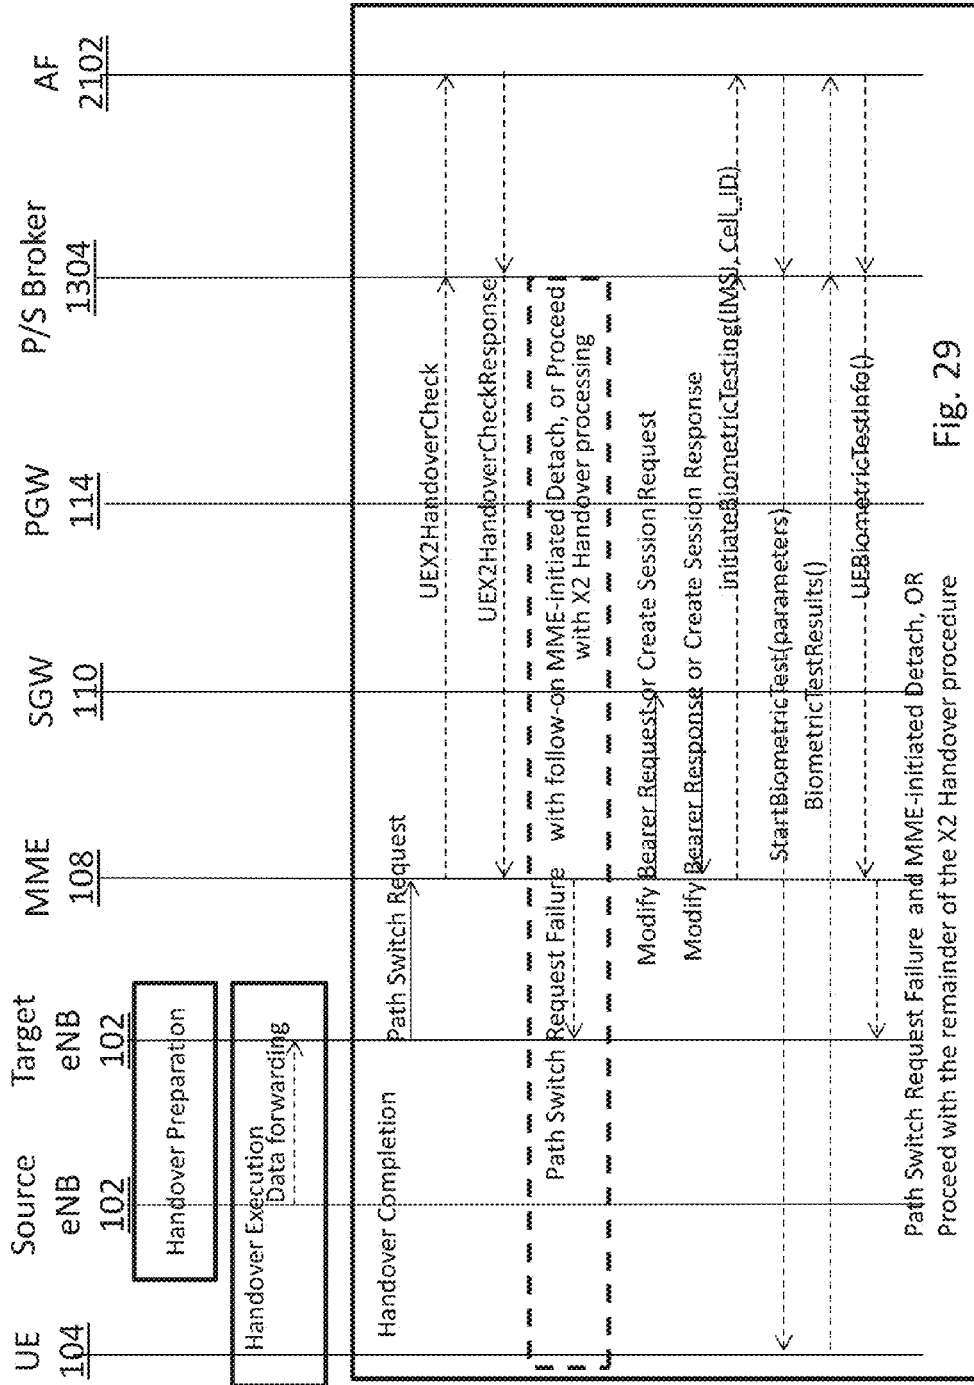 UE
104
Source
eNB
102
Target
eNB
102
MME
108
SGW
110
PGW
114
P/S Broker
1304
AF
2102
Handover Preparation
Handover Execution
Data forwarding
Handover Completion
Path Switch Request
UEX2HandoverCheck
UEX2HandoverCheckResponse
Path Switch Request Failure with follow-on MME-initiated Detach, or Proceed
with X2 Handover processing
Modify Bearer Request or Create Session Request
Modify Bearer Response or Create Session Response
initiateBiometricTesting(IMSI, Cell_ID)
StartBiometricTest(parameters)
BiometricTestResults()
UEBiometricTestInfo()
Path Switch Request Failure and MME-initiated Detach, OR
Proceed with the remainder of the X2 Handover procedure
Fig. 29